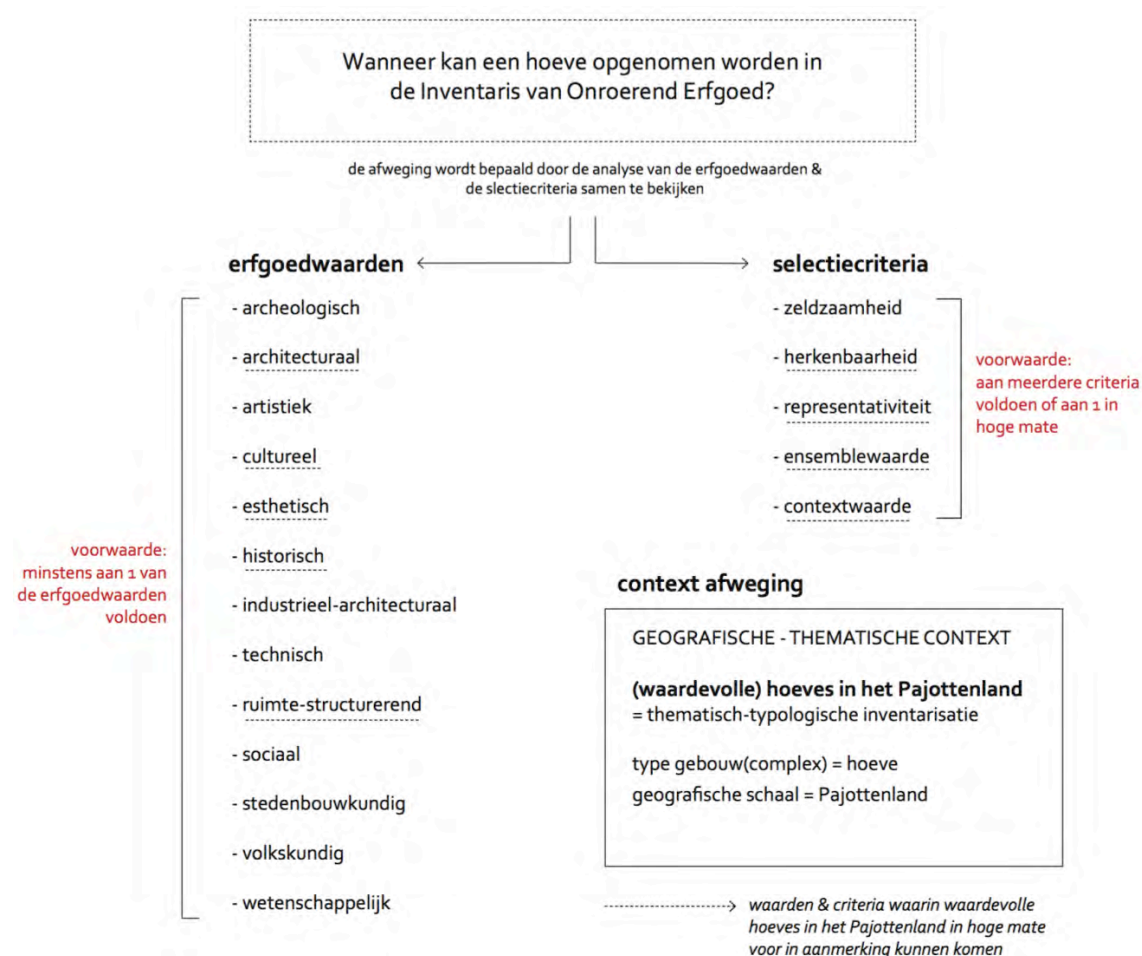 Wanneer kan een hoeve opgenomen worden in
de Inventaris van Onroerend Erfgoed?
de afweging wordt bepaald door de analyse van de erfgoedwaarden &
de slectiecriteria samen te bekijken
erfgoedwaarden
- archeologisch
- architecturaal
- artistiek
- cultureel
- esthetisch
- historisch
- industrieel-architecturaal
- technisch
- ruimte-structurerend
- sociaal
- stedenbouwkundig
- volkskundig
- wetenschappelijk
voorwaarde:
minstens aan 1 van
de erfgoedwaarden
voldoen
selectiecriteria
- zeldzaamheid
- herkenbaarheid
- representativiteit
- ensemblewaarde
- contextwaarde
voorwaarde:
aan meerdere criteria
voldoen of aan 1 in
hoge mate
context afweging
GEOGRAFISCHE - THEMATISCHE CONTEXT
(waardevolle) hoeves in het Pajottenland
= thematisch-typologische inventarisatie
type gebouw(complex) = hoeve
geografische schaal = Pajottenland
waarden & criteria waarin waardevolle
hoeves in het Pajottenland in hoge mate
voor in aanmerking kunnen komen